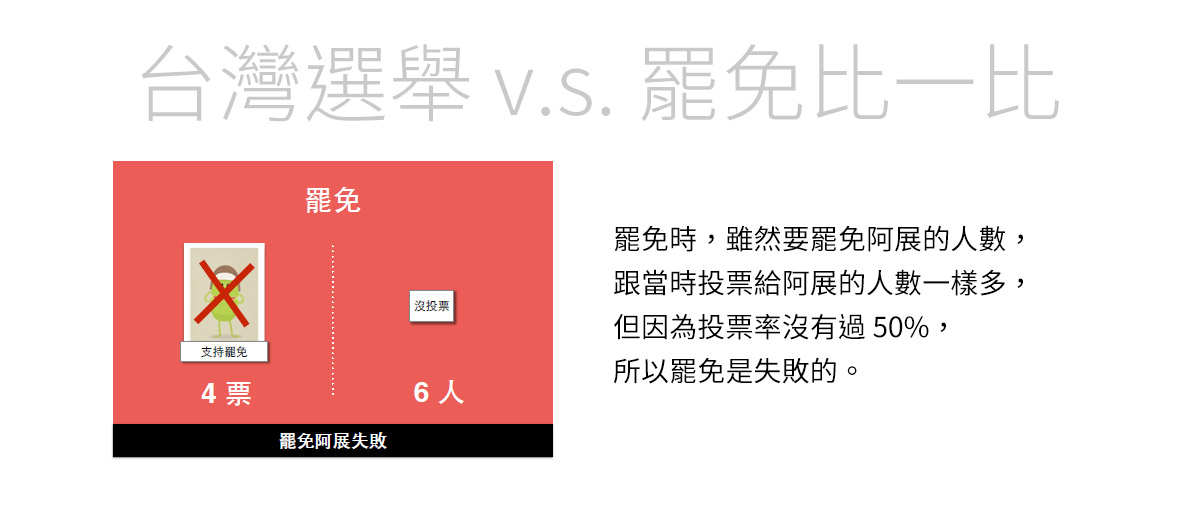 台灣選舉 v.s. 罷免比一比
罷免
支持罷免
4 票
沒投票
6 人
罷免阿展失敗
罷免時，雖然要罷免阿展的人數，
跟當時投票給阿展的人數一樣多，
但因為投票率沒有過 50%，
所以罷免是失敗的。